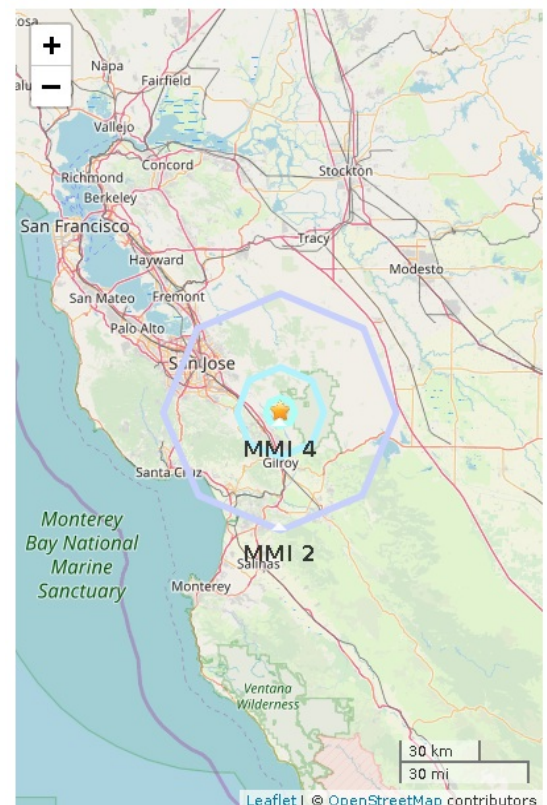 +
Napa
Fairfield
−
Vallejo
Concord
Richmond
Stockton
Berkeley
San Francisco
Tracy
Hayward
Modesto
San Mateo
Fremont
Palo Alto
San Jose
MMI 4
Gilroy
Santa Cruz
Monterey
Bay National
Marine
Sanctuary
MMI 2
Salinas
Monterey
Ventana
Wilderness
30 km
30 mi
Leaflet | © OpenStreetMap contributors